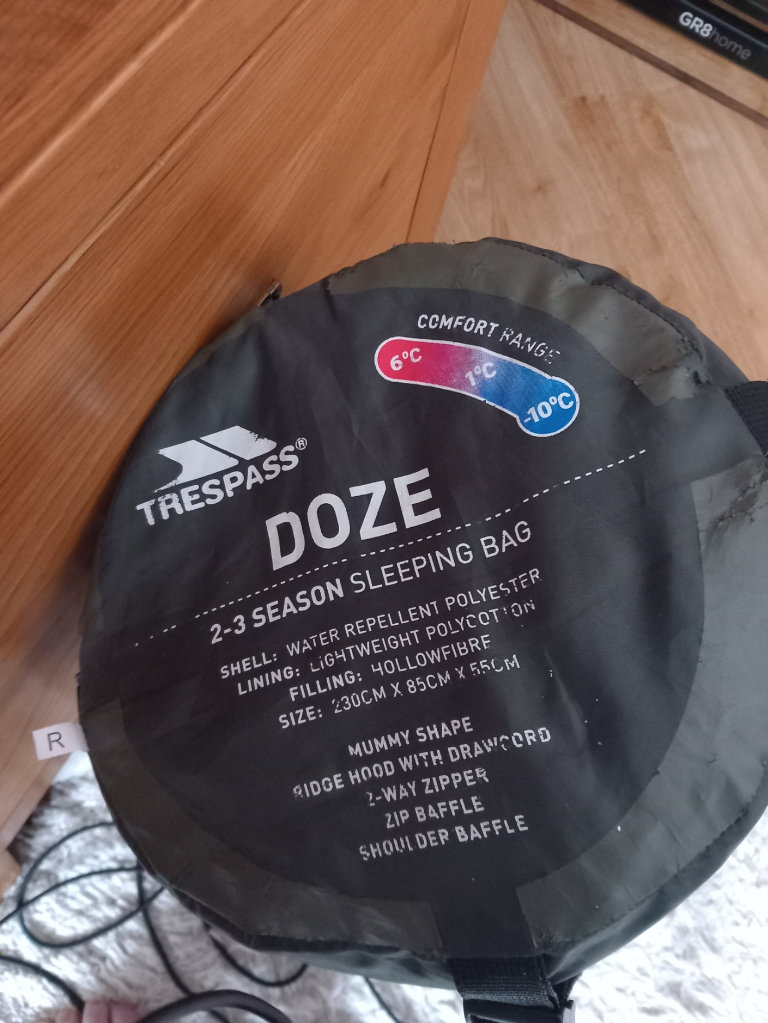 GR8home
COMFORT RANGE
6°C 1°C -10°C
TRESPASS®
DOZE
2-3 SEASON SLEEPING BAG
SHELL: WATER REPELLENT POLYESTER
LINING: LIGHTWEIGHT POLYCOTTON
FILLING: HOLLOWFIBRE
SIZE: 230CM X 85CM X 55CM
R
MUMMY SHAPE
RIDGE HOOD WITH DRAWCORD
2-WAY ZIPPER
ZIP BAFFLE
SHOULDER BAFFLE